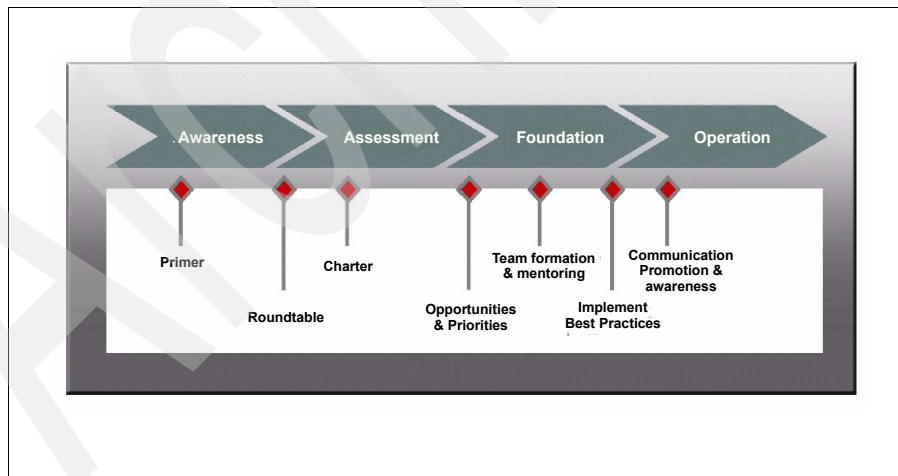 Awareness
Assessment
Foundation
Operation
Primer
Roundtable
Charter
Opportunities
& Priorities
Team formation
& mentoring
Implement
Best Practices
Communication
Promotion &
awareness